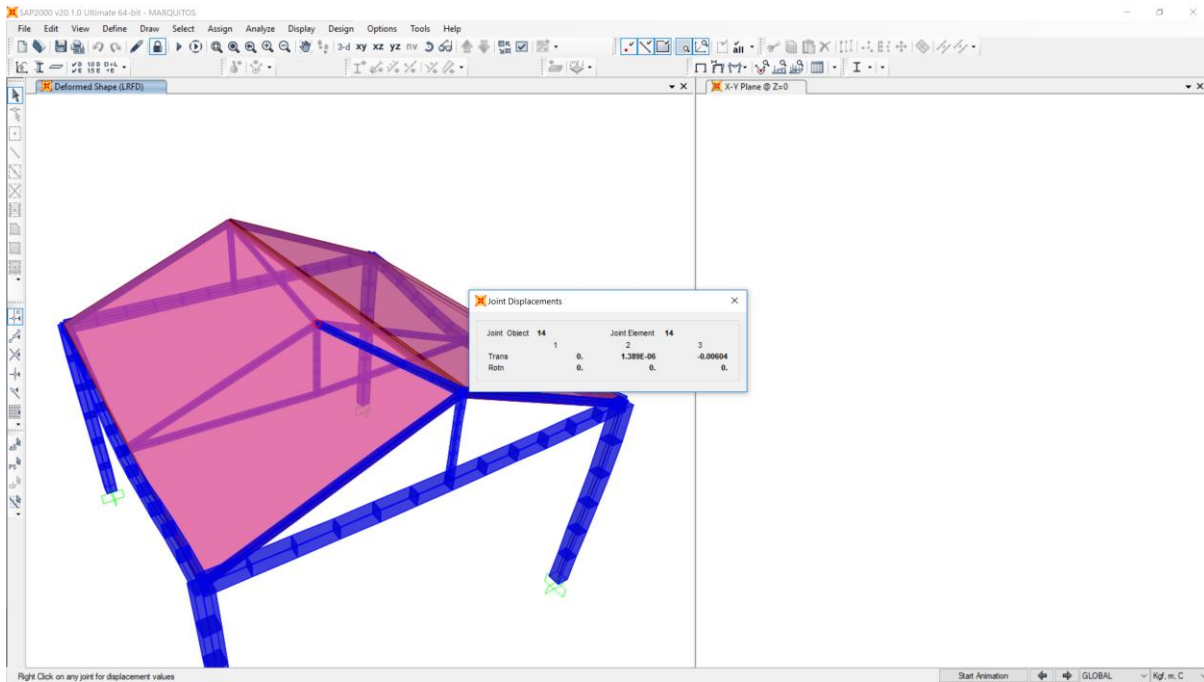 SAP2000 v20.1.0 Ultimate 64-bit - MARQUITOS
File Edit View Define Draw Select Assign Analyze Display Design Options Tools Help
3-d xy xz yz nv all
Deformed Shape (LRFD) X-Y Plane @ Z=0
Joint Displacements
Joint Object 14 Joint Element 14
1 2 3
Trans 0. 1.389E-06 -0.00604
Rotn 0. 0. 0.
Right Click on any joint for displacement values Start Animation GLOBAL Kgf, m, C